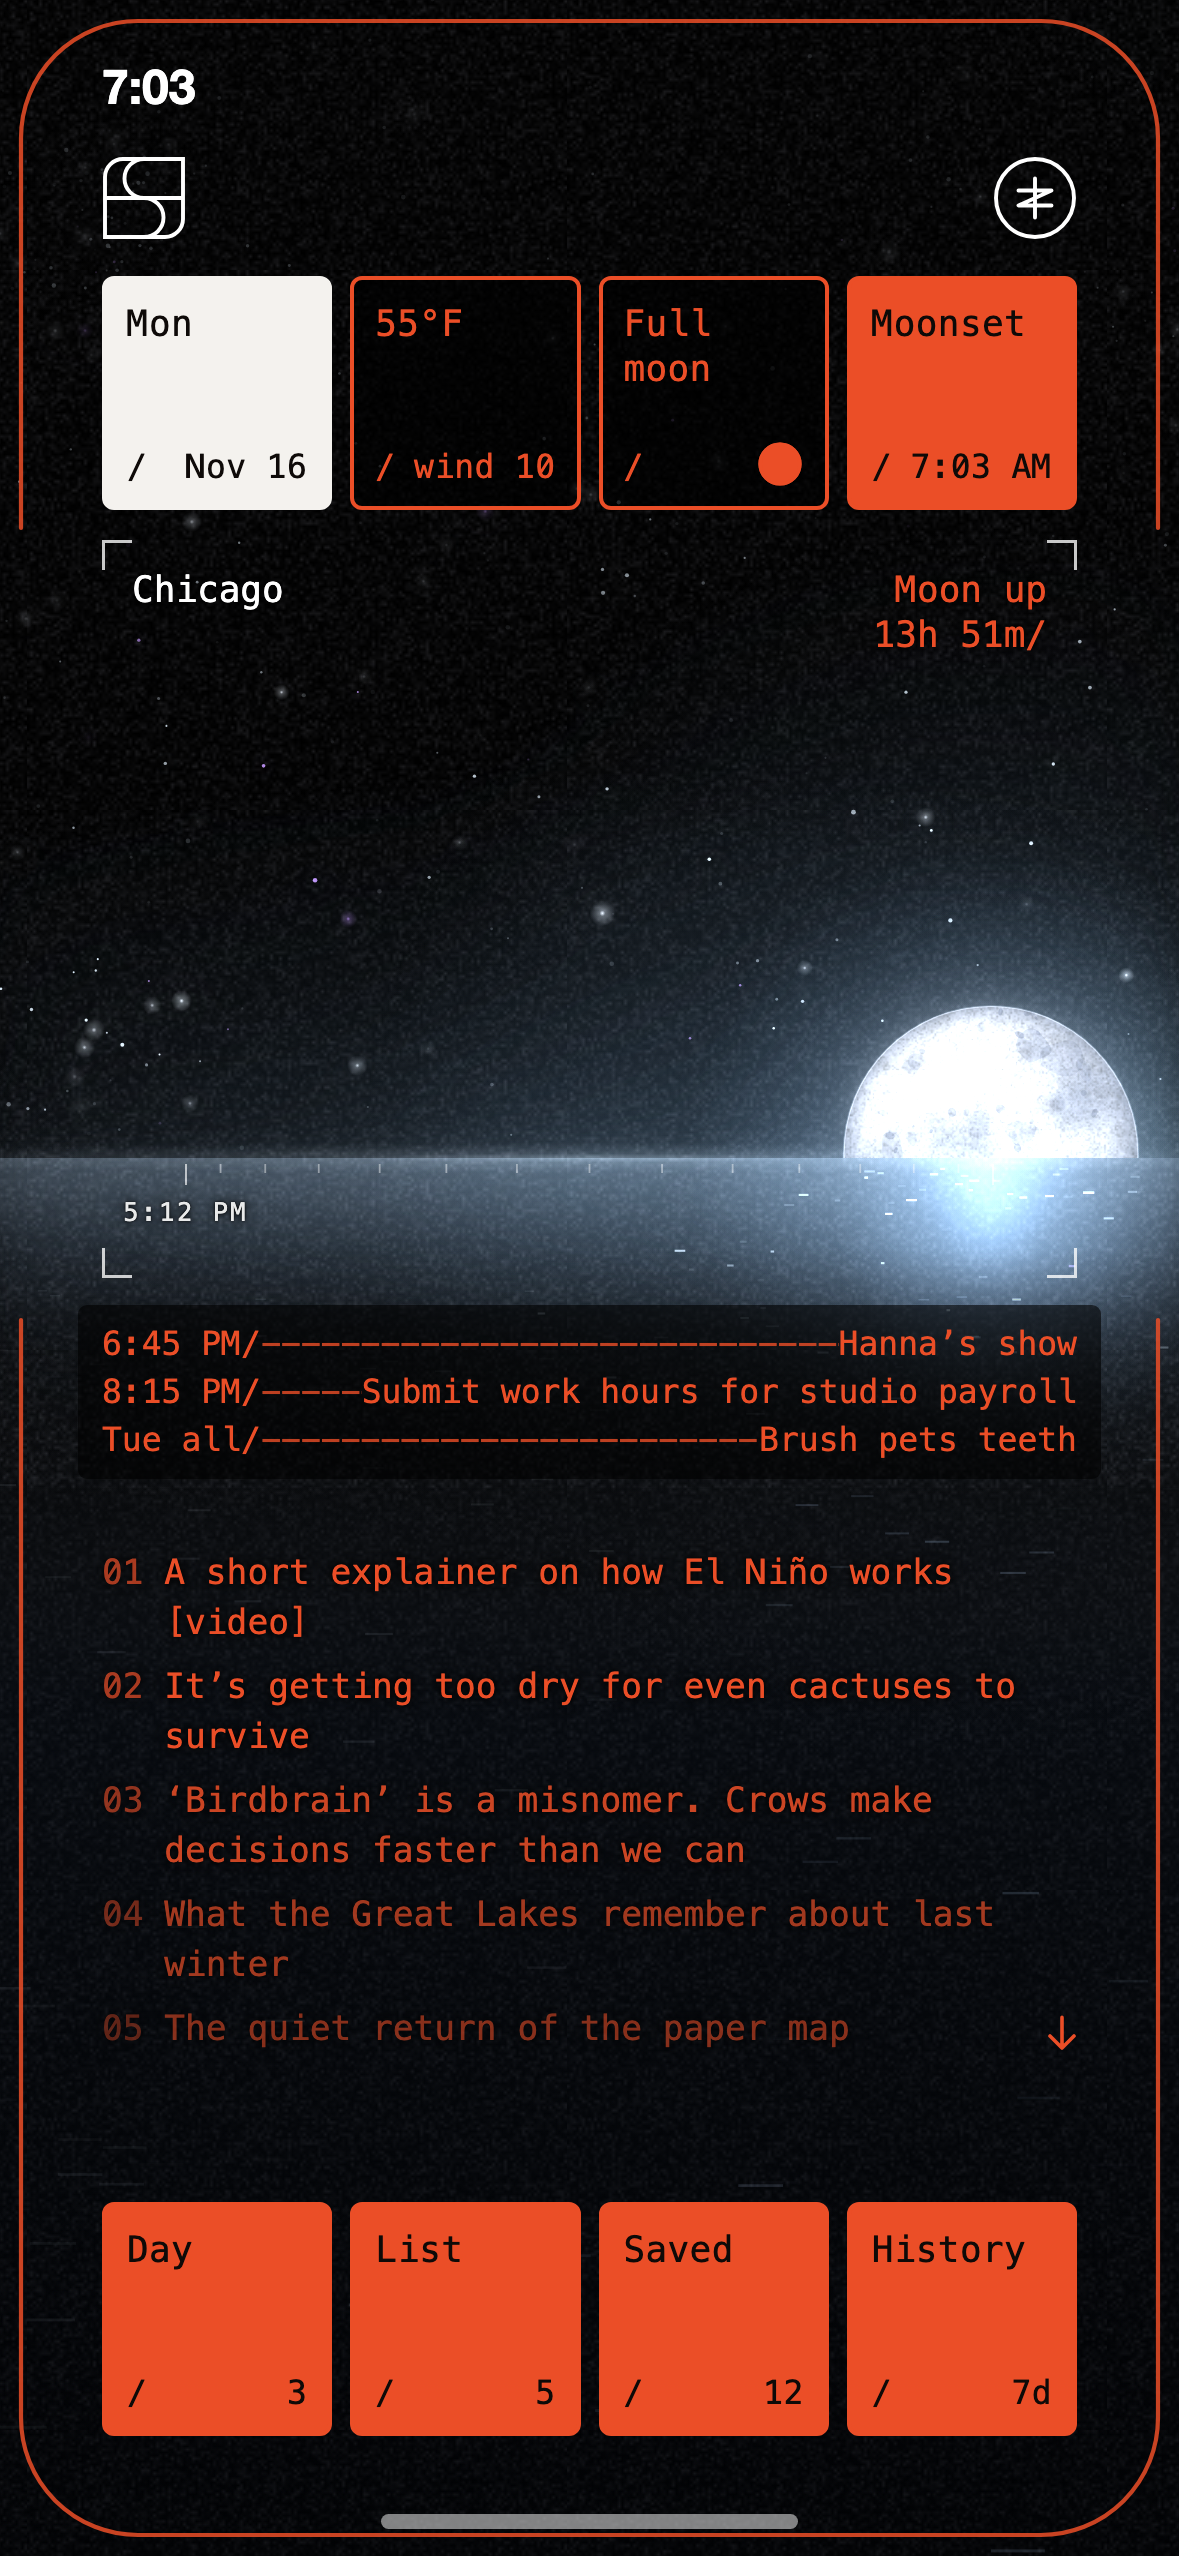 7:03
Mon
/ Nov 16
55°F
/ wind 10
Full
moon
/
Moonset
/ 7:03 AM
Chicago
Moon up
13h 51m/
5:12 PM
6:45 PM/—————————————————————————————Hanna’s show
8:15 PM/—————Submit work hours for studio payroll
Tue all/—————————————————————————Brush pets teeth
01 A short explainer on how El Niño works
[video]
02 It’s getting too dry for even cactuses to
survive
03 ‘Birdbrain’ is a misnomer. Crows make
decisions faster than we can
04 What the Great Lakes remember about last
winter
05 The quiet return of the paper map
↓
Day
/ 3
List
/ 5
Saved
/ 12
History
/ 7d